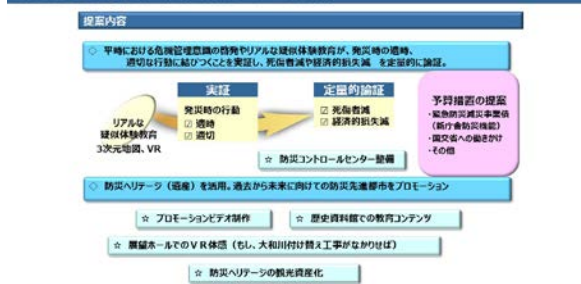 提案内容
◇ 平時における危機管理意識の啓発やリアルな疑似体験教育が、発災時の適時、
適切な行動に結びつくことを実証し、死傷者減や経済的損失減 を定量的に論証。
リアルな
疑似体験教育
3次元地図、VR
実証
発災時の行動
☑ 適時
☑ 適切
定量的論証
☑ 死傷者減
☑ 経済的損失減
予算措置の提案
・緊急防災減災事業債
(新庁舎防災機能)
・国交省への働きかけ
・その他
☆ 防災コントロールセンター整備
◇ 防災ヘリテージ（遺産）を活用。過去から未来に向けての防災先進都市をプロモーション
☆ プロモーションビデオ制作
☆ 歴史資料館での教育コンテンツ
☆ 展望ホールでのVR体感（もし、大和川付け替え工事がなかりせば）
☆ 防災ヘリテージの観光資産化